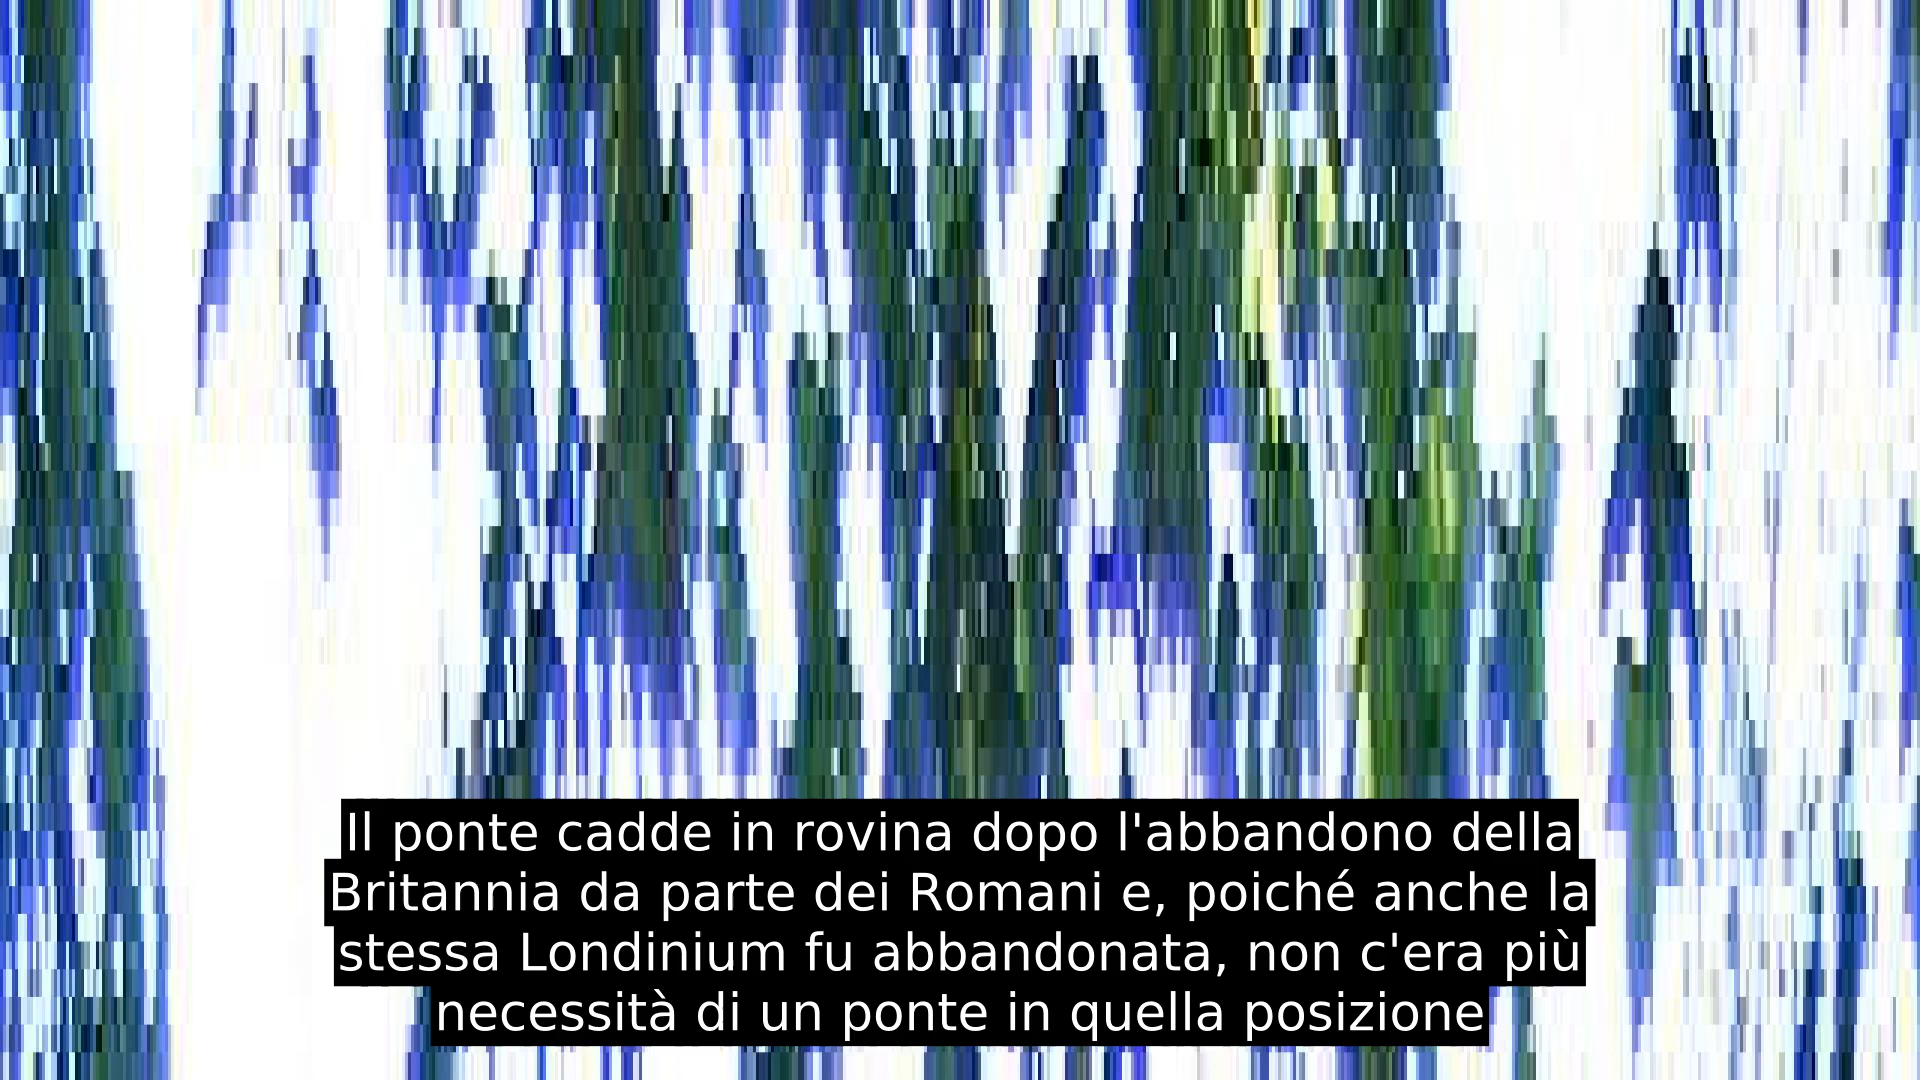 Il ponte cadde in rovina dopo l'abbandono della
Britannia da parte dei Romani e, poiché anche la
stessa Londinium fu abbandonata, non c'era più
necessità di un ponte in quella posizione